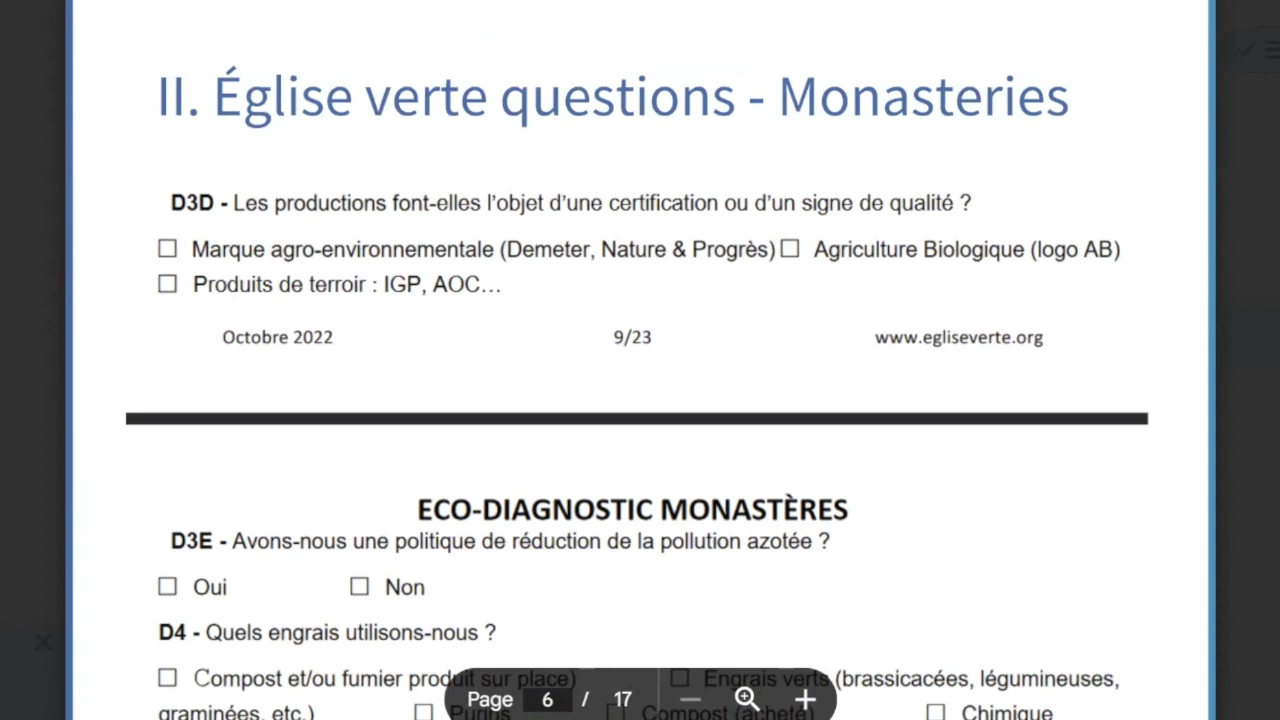 II. Église verte questions - Monasteries
D3D - Les productions font-elles l'objet d'une certification ou d'un signe de qualité ?
☐ Marque agro-environnementale (Demeter, Nature & Progrès) ☐ Agriculture Biologique (logo AB)
☐ Produits de terroir : IGP, AOC…
Octobre 2022 9/23 www.egliseverte.org
ECO-DIAGNOSTIC MONASTÈRES
D3E - Avons-nous une politique de réduction de la pollution azotée ?
☐ Oui ☐ Non
D4 - Quels engrais utilisons-nous ?
☐ Compost et/ou fumier produit sur place) ☐ Engrais verts (brassicacées, légumineuses,
graminées, etc.) ☐ Purins ☐ Compost (acheté) ☐ Chimique
Page 6 / 17